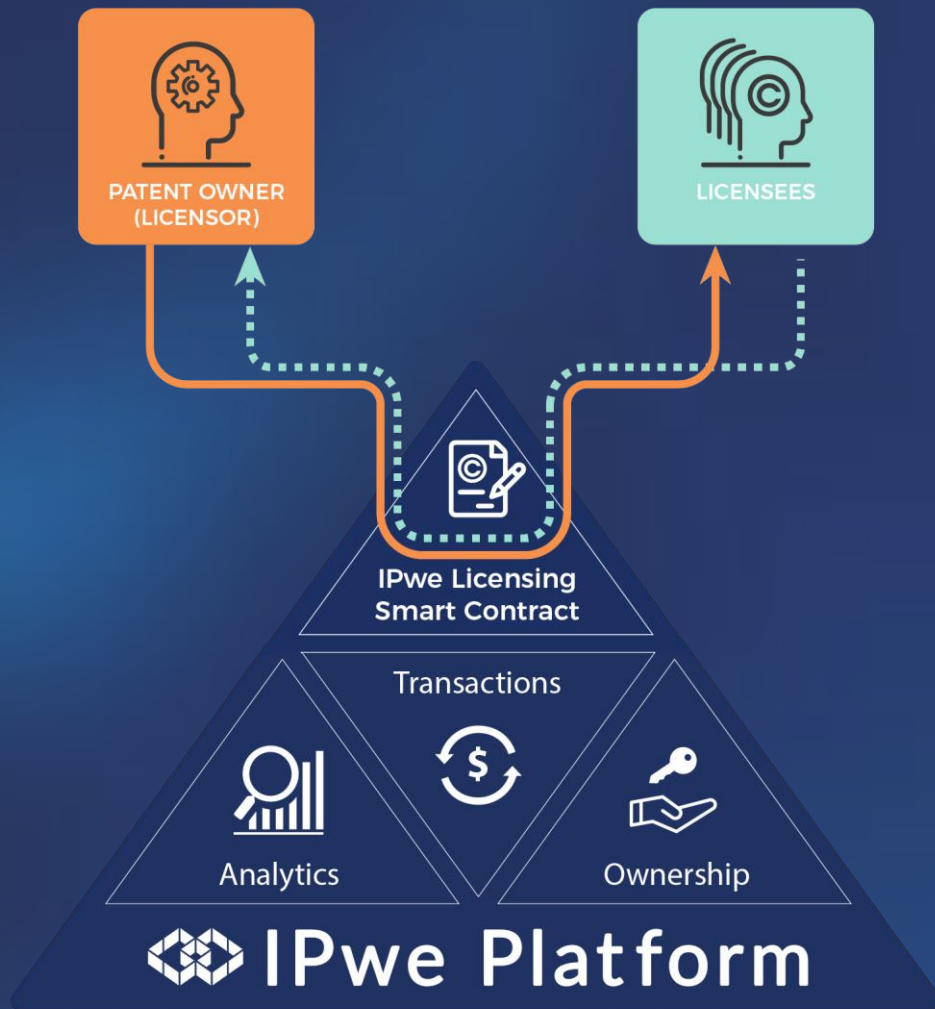 PATENT OWNER
(LICENSOR)
LICENSEES
IPwe Licensing
Smart Contract
Transactions
Analytics
Ownership
IPwe Platform